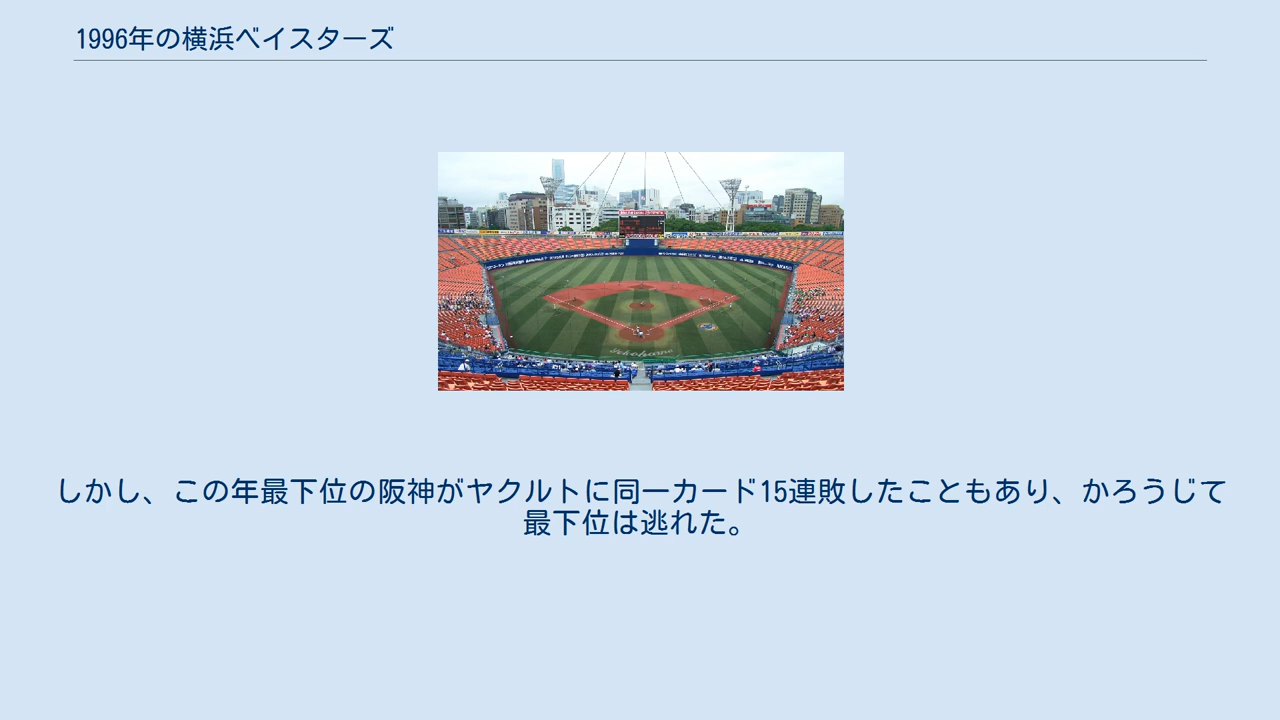 1996年の横浜ベイスターズ
しかし、この年最下位の阪神がヤクルトに同一カード15連敗したこともあり、かろうじて
最下位は逃れた。